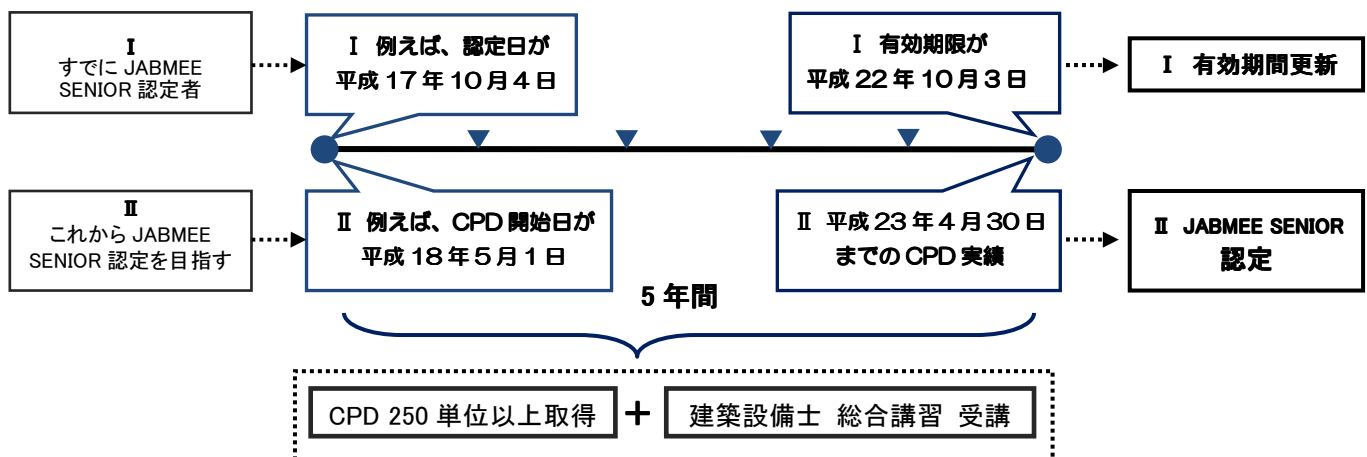 Ⅰ
すでに JABMEE
SENIOR 認定者
Ⅰ 例えば、認定日が
平成 17 年 10 月 4 日
Ⅰ 有効期限が
平成 22 年 10 月 3 日
Ⅰ 有効期間更新
Ⅱ
これから JABMEE
SENIOR 認定を目指す
Ⅱ 例えば、CPD 開始日が
平成 18 年 5 月 1 日
Ⅱ 平成 23 年 4 月 30 日
までの CPD 実績
Ⅱ JABMEE SENIOR
認定
5 年間
CPD 250 単位以上取得 + 建築設備士 総合講習 受講